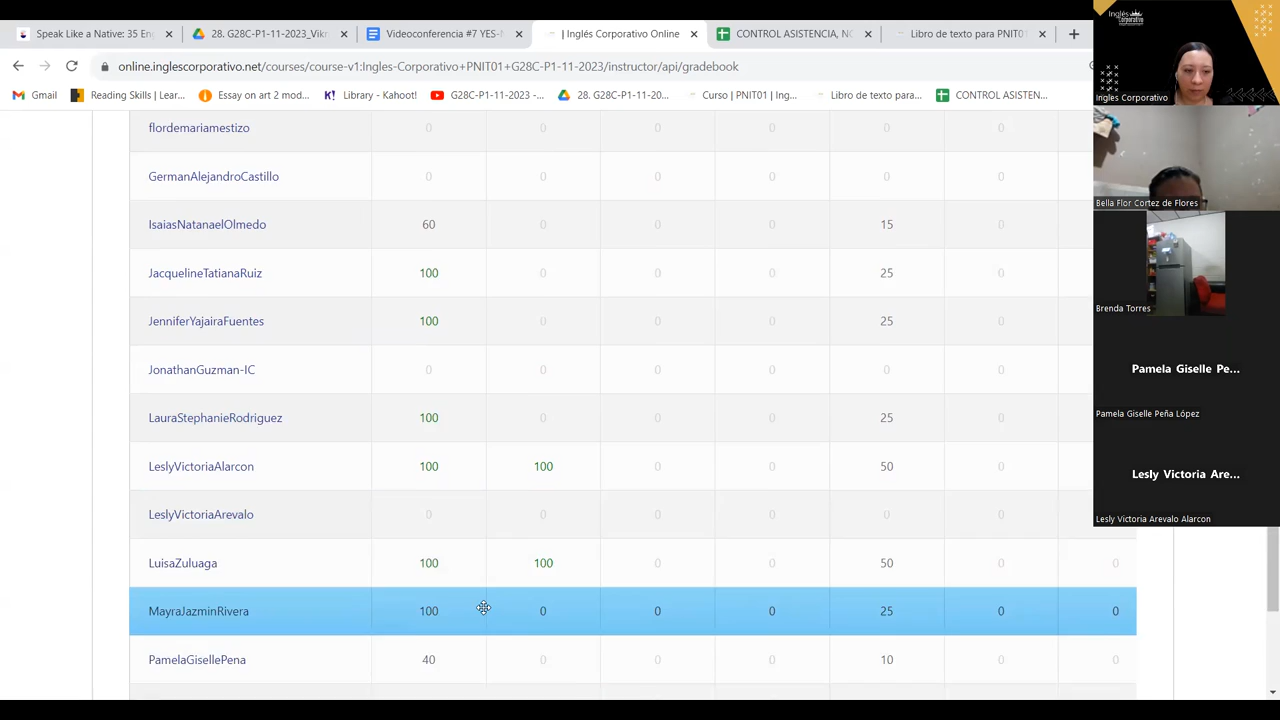 Speak Like a Native: 35 En
28. G28C-P1-11-2023_Vikr
Videoconferencia #7 YES-N
| Inglés Corporativo Online
CONTROL ASISTENCIA, NO
Libro de texto para PNIT01
online.inglescorporativo.net/courses/course-v1:Ingles-Corporativo+PNIT01+G28C-P1-11-2023/instructor/api/gradebook
Gmail
Reading Skills | Lear...
Essay on art 2 mod...
Library - Kano...
G28C-P1-11-2023 -...
28. G28C-P1-11-20...
Curso | PNIT01 | Ing...
Libro de texto para...
CONTROL ASISTEN...
flordemariamestizo 0 0 0 0 0 0
GermanAlejandroCastillo 0 0 0 0 0 0
IsaiasNatanaelOlmedo 60 0 0 0 15 0
JacquelineTatianaRuiz 100 0 0 0 25 0
JenniferYajairaFuentes 100 0 0 0 25 0
JonathanGuzman-IC 0 0 0 0 0 0
LauraStephanieRodriguez 100 0 0 0 25 0
LeslyVictoriaAlarcon 100 100 0 0 50 0
LeslyVictoriaArevalo 0 0 0 0 0 0
LuisaZuluaga 100 100 0 0 50 0 0
MayraJazminRivera 100 0 0 0 25 0 0
PamelaGisellePena 40 0 0 0 10 0 0
Inglés
Corporativo
Ingles Corporativo
Bella Flor Cortez de Flores
Brenda Torres
Pamela Giselle Pe...
Pamela Giselle Peña López
Lesly Victoria Are...
Lesly Victoria Arevalo Alarcon